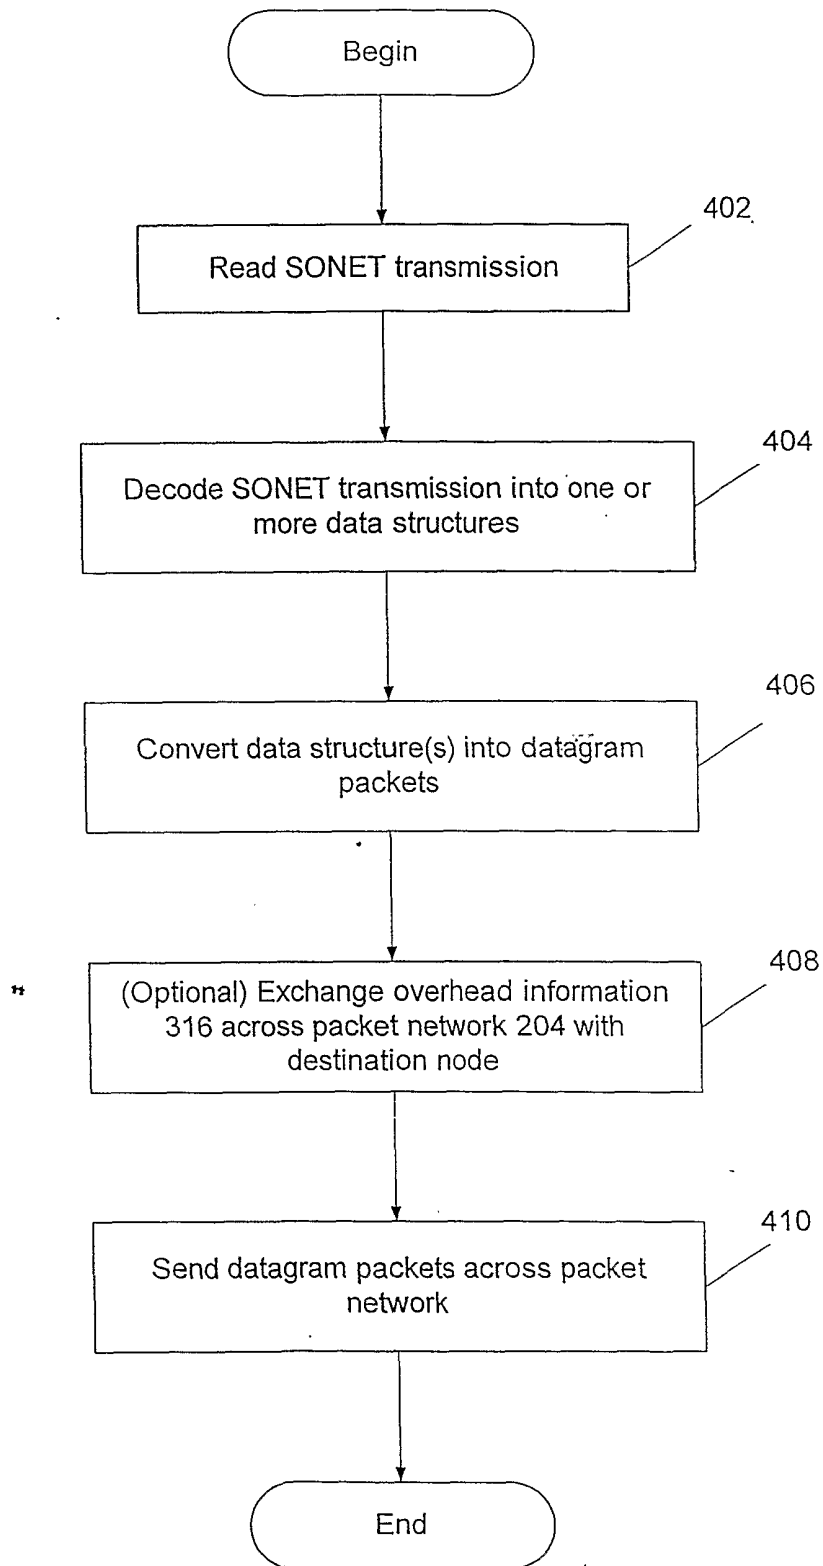 Begin
402
Read SONET transmission
404
Decode SONET transmission into one or
more data structures
406
Convert data structure(s) into datagram
packets
408
(Optional) Exchange overhead information
316 across packet network 204 with
destination node
410
Send datagram packets across packet
network
End